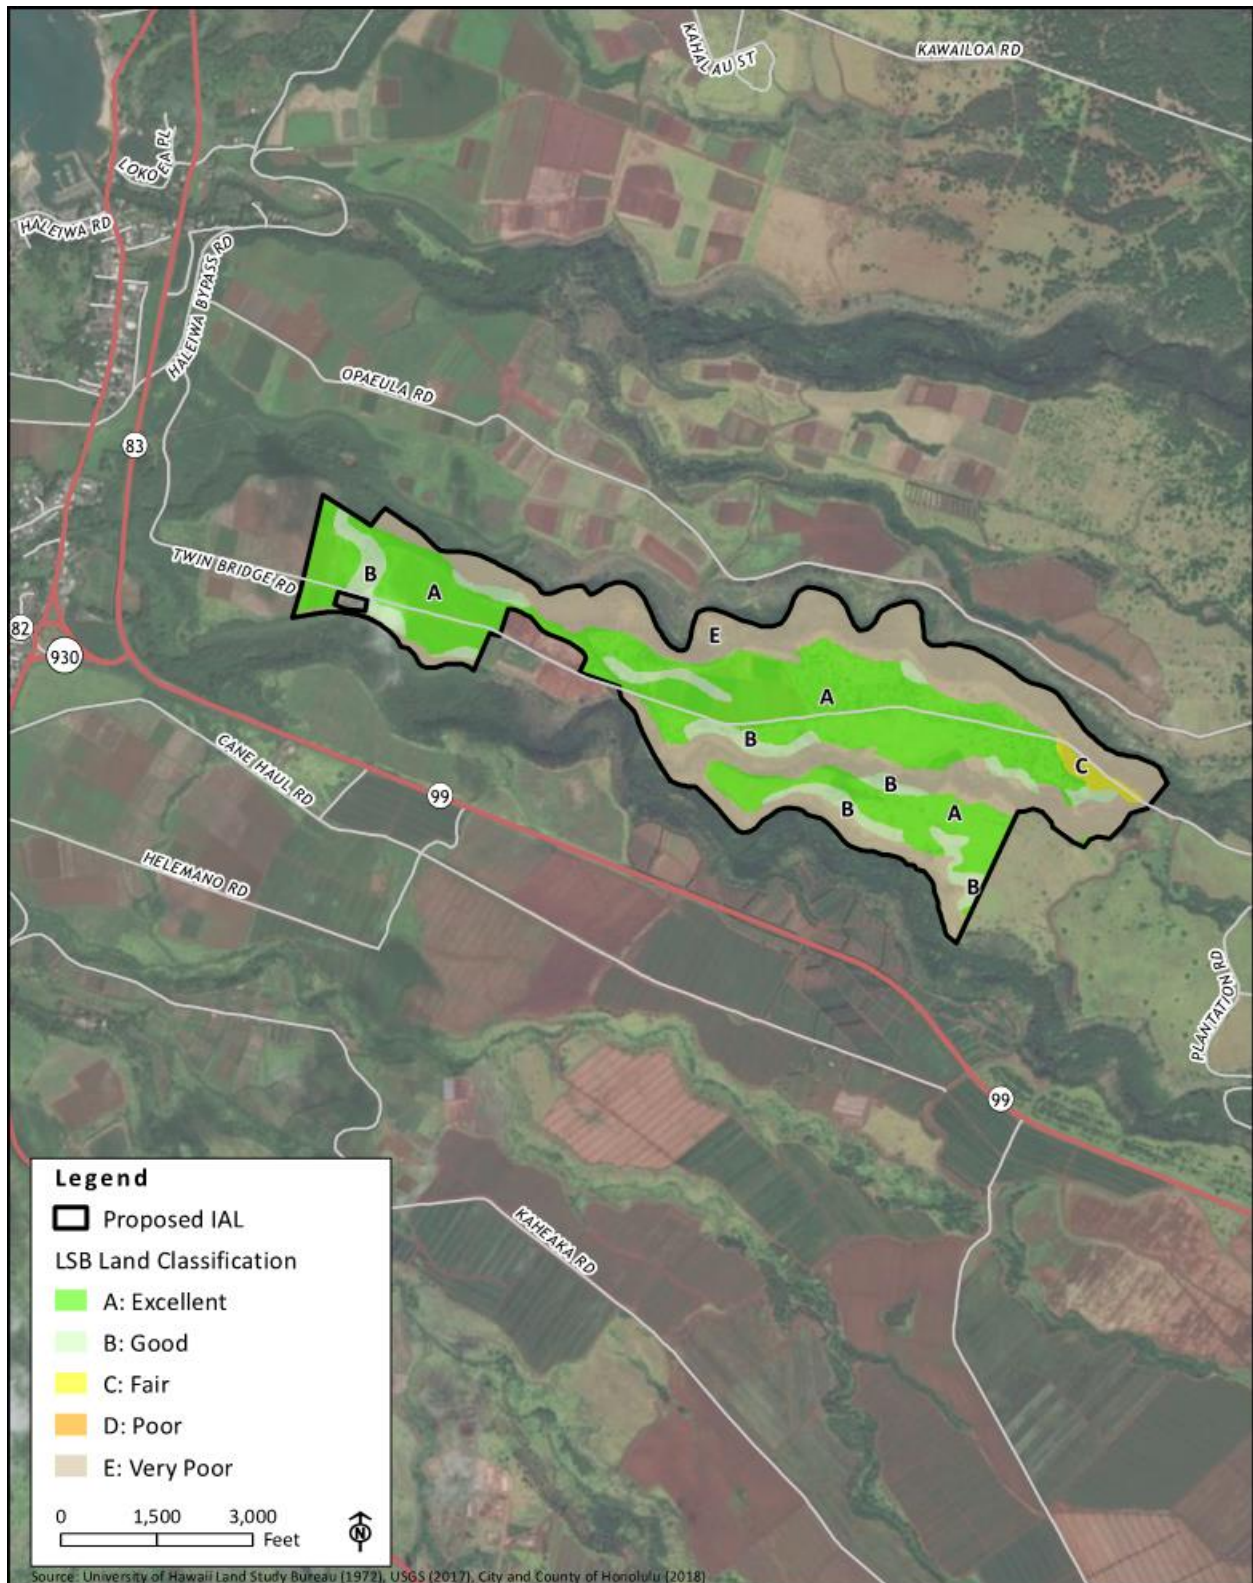 KAHALAU ST
KAWAILOA RD
LOKOEA PL
HALEIWA RD
HALEIWA BYPASS RD
OPAEULA RD
83
TWIN BRIDGE RD
B
A
82
930
E
A
B
C
CANE HAUL RD
99
B
B
A
HELEMANO RD
B
PLANTATION RD
99
KAHEAKA RD
Legend
Proposed IAL
LSB Land Classification
A: Excellent
B: Good
C: Fair
D: Poor
E: Very Poor
0 1,500 3,000
Feet
N
Source: University of Hawaii Land Study Bureau (1972), USGS (2017), City and County of Honolulu (2018)